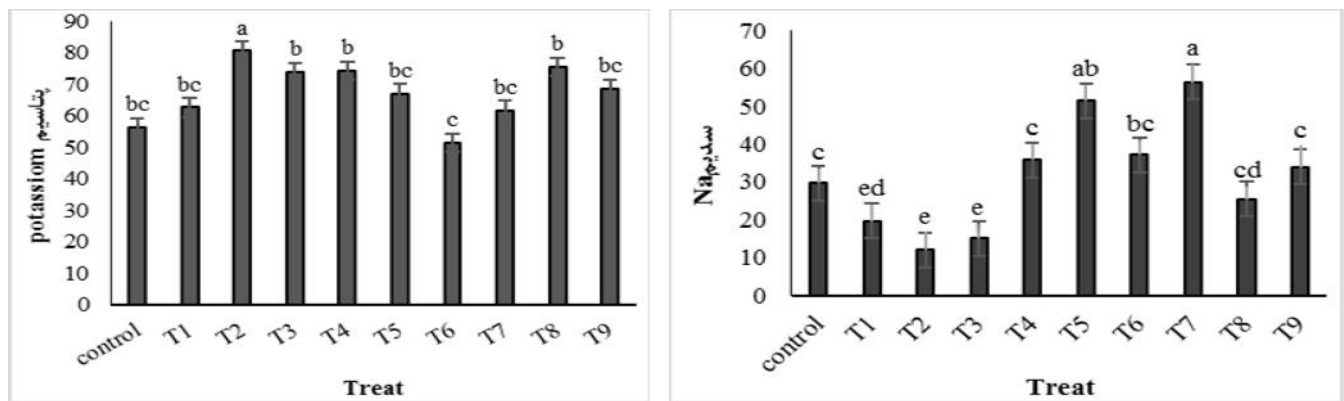 potassiom پتاسیم
90
80
70
60
50
40
30
20
10
0
bc
bc
a
b
b
bc
c
bc
b
bc
control
T1
T2
T3
T4
T5
T6
T7
T8
T9
Treat
Naسدیم
70
60
50
40
30
20
10
0
c
ed
e
e
c
ab
bc
a
cd
c
control
T1
T2
T3
T4
T5
T6
T7
T8
T9
Treat